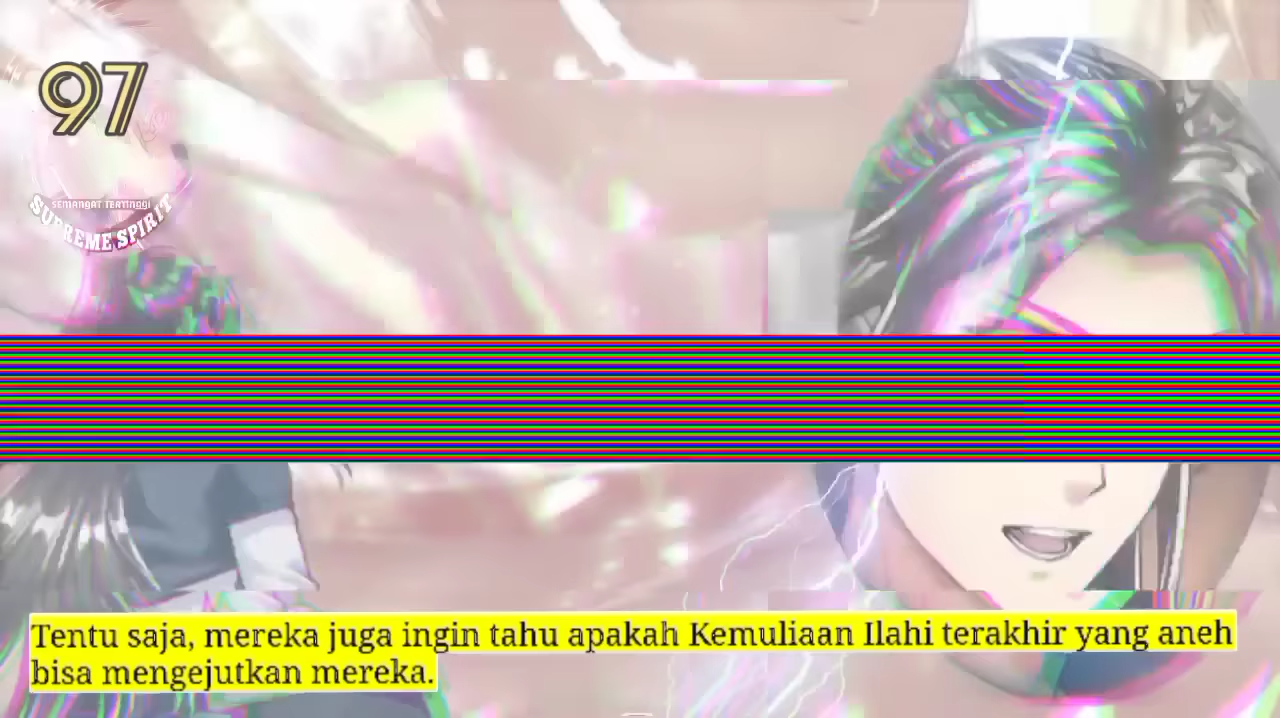 97
SEMANGAT TERTINGGI
SUPREME SPIRIT
Tentu saja, mereka juga ingin tahu apakah Kemuliaan Ilahi terakhir yang aneh
bisa mengejutkan mereka.